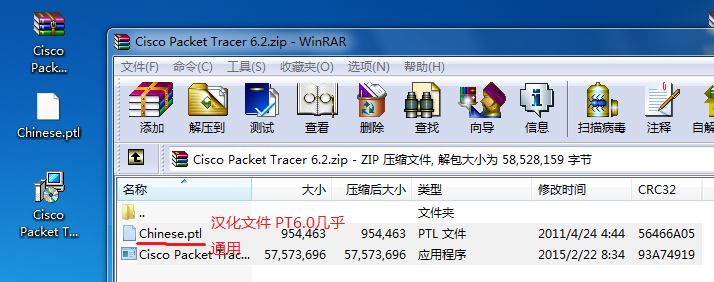 Cisco
Pack...
Chinese.ptl
Cisco
Packet T...
Cisco Packet Tracer 6.2.zip - WinRAR
文件(F) 命令(C) 工具(S) 收藏夹(O) 选项(N) 帮助(H)
添加 解压到 测试 查看 删除 查找 向导 信息 扫描病毒 注释 自解
Cisco Packet Tracer 6.2.zip - ZIP 压缩文件, 解包大小为 58,528,159 字节
名称 大小 压缩后大小 类型 修改时间 CRC32
.. 文件夹
Chinese.ptl 954,463 954,463 PTL 文件 2011/4/24 4:44 56466A05
Cisco Packet Trac... 57,573,696 57,573,696 应用程序 2015/2/22 8:34 93A74919
汉化文件 PT6.0几乎
通用